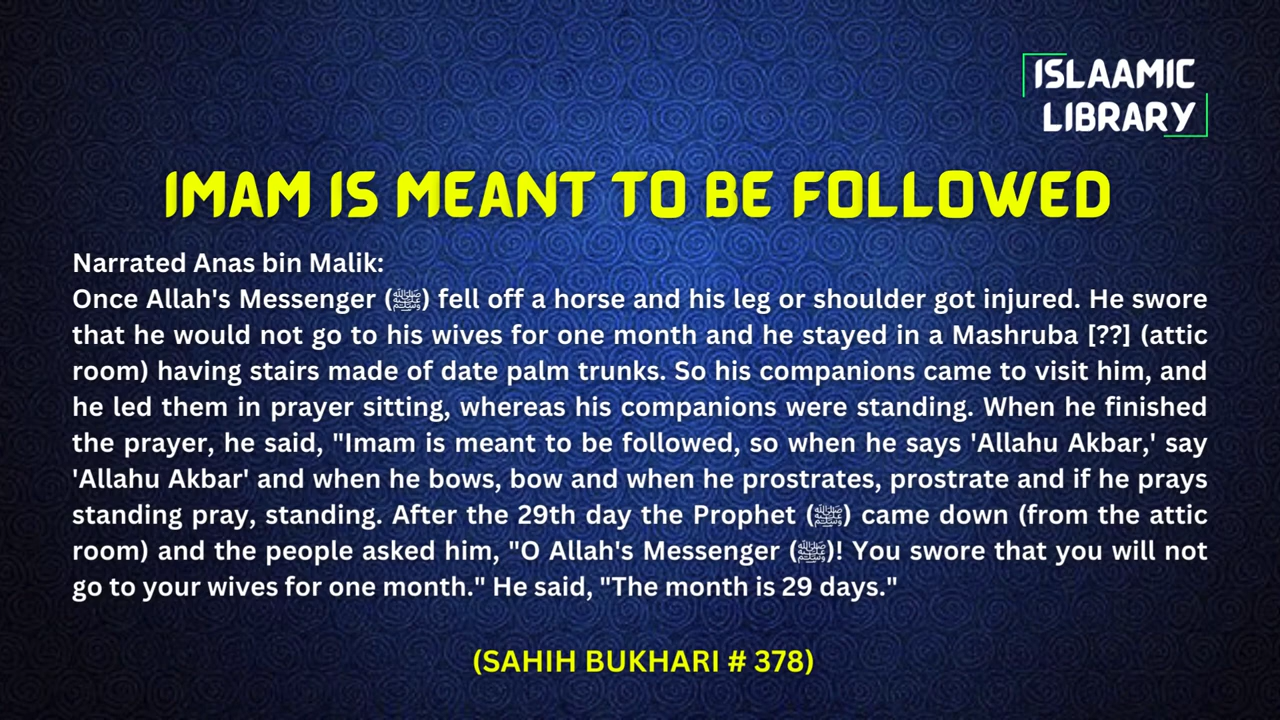 ISLAAMIC
LIBRARY
IMAM IS MEANT TO BE FOLLOWED
Narrated Anas bin Malik:
Once Allah's Messenger (ﷺ) fell off a horse and his leg or shoulder got injured. He swore
that he would not go to his wives for one month and he stayed in a Mashruba [??] (attic
room) having stairs made of date palm trunks. So his companions came to visit him, and
he led them in prayer sitting, whereas his companions were standing. When he finished
the prayer, he said, "Imam is meant to be followed, so when he says 'Allahu Akbar,' say
'Allahu Akbar' and when he bows, bow and when he prostrates, prostrate and if he prays
standing pray, standing. After the 29th day the Prophet (ﷺ) came down (from the attic
room) and the people asked him, "O Allah's Messenger (ﷺ)! You swore that you will not
go to your wives for one month." He said, "The month is 29 days."
(SAHIH BUKHARI # 378)